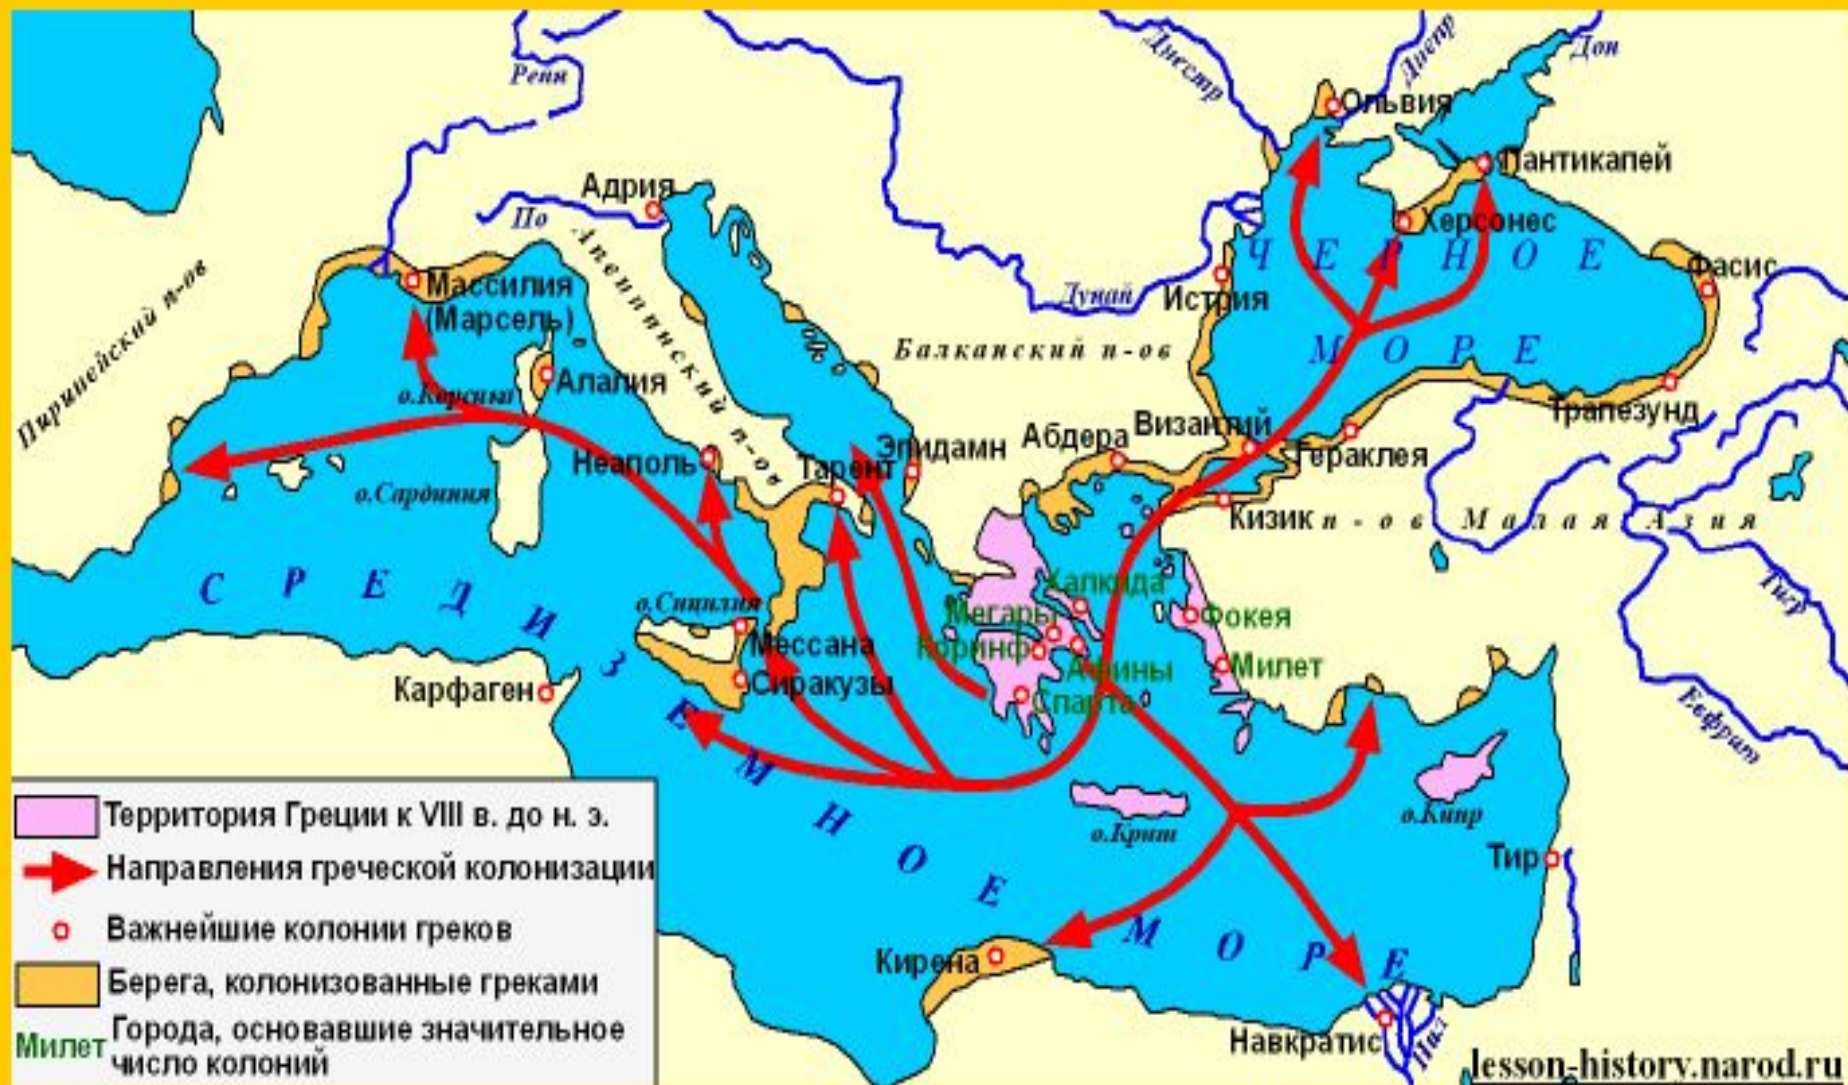 Днестр
Днепр
Дон
Рейн
Ольвия
Пантикапей
Адрия
По
Херсонес
Апеннинский п-ов
ЧЕРНОЕ
МОРЕ
Фасис
Пиринейский п-ов
Массилия
(Марсель)
Дунай
Истрия
Балканский п-ов
о.Корсика
Алалия
Трапезунд
Византий
Абдера
Эпидамн
Гераклея
Неаполь
Тарент
о.Сардиния
Кизик
п-ов Малая Азия
СРЕДИЗЕМНОЕ МОРЕ
Халкида
Тигр
о.Сицилия
Мегары
Фокея
Мессана
Коринф
Афины
Милет
Карфаген
Сиракузы
Спарта
Евфрат
о.Крит
о.Кипр
Тир
Кирена
Навкратис
Нил
Территория Греции к VIII в. до н. э.
Направления греческой колонизации
Важнейшие колонии греков
Берега, колонизованные греками
Милет Города, основавшие значительное
число колоний
lesson-history.narod.ru